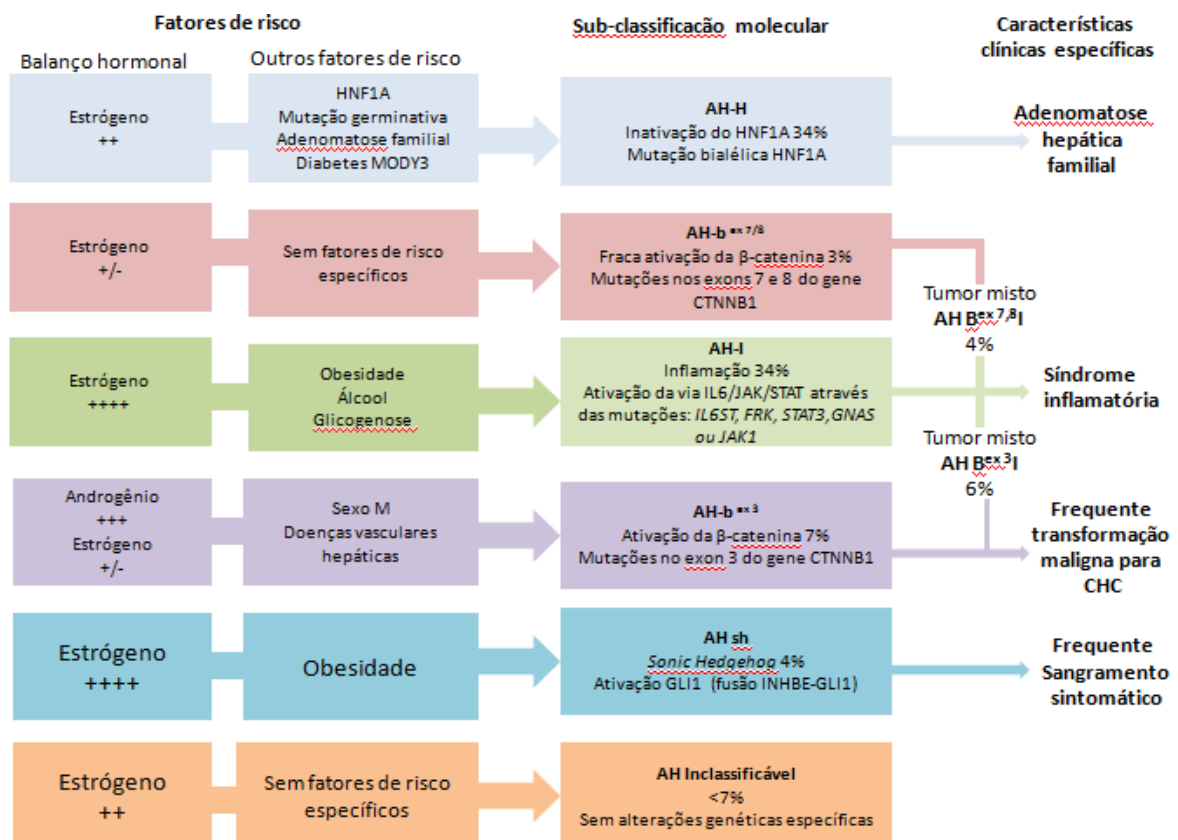 Fatores de risco
Sub-classificacão molecular
Características
clínicas específicas
Balanço hormonal
Outros fatores de risco
Estrógeno
++
HNF1A
Mutação germinativa
Adenomatose familial
Diabetes MODY3
AH-H
Inativação do HNF1A 34%
Mutação bialélica HNF1A
Adenomatose
hepática
familial
Estrógeno
+/-
Sem fatores de risco
específicos
AH-b ex 7/8
Fraca ativação da β-catenina 3%
Mutações nos exons 7 e 8 do gene
CTNNB1
Tumor misto
AH Bex 7,8I
4%
Estrógeno
++++
Obesidade
Álcool
Glicogenose
AH-I
Inflamação 34%
Ativação da via IL6/JAK/STAT através
das mutações: IL6ST, FRK, STAT3,GNAS
ou JAK1
Síndrome
inflamatória
Tumor misto
AH Bex 3I
6%
Androgênio
+++
Estrógeno
+/-
Sexo M
Doenças vasculares
hepáticas
AH-b ex 3
Ativação da β-catenina 7%
Mutações no exon 3 do gene CTNNB1
Frequente
transformação
maligna para
CHC
Estrógeno
++++
Obesidade
AH sh
Sonic Hedgehog 4%
Ativação GLI1 (fusão INHBE-GLI1)
Frequente
Sangramento
sintomático
Estrógeno
++
Sem fatores de risco
específicos
AH Inclassificável
<7%
Sem alterações genéticas específicas